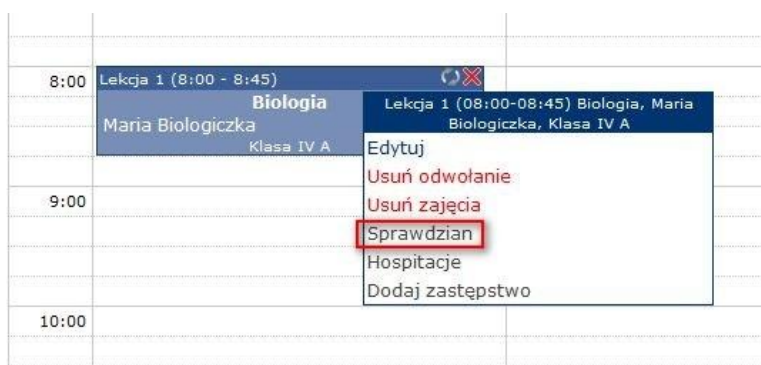 8:00
Lekcja 1 (8:00 - 8:45)
Biologia
Maria Biologiczka
Klasa IV A
Lekcja 1 (08:00-08:45) Biologia, Maria
Biologiczka, Klasa IV A
Edytuj
Usuń odwołanie
Usuń zajęcia
Sprawdzian
Hospitacje
Dodaj zastępstwo
9:00
10:00